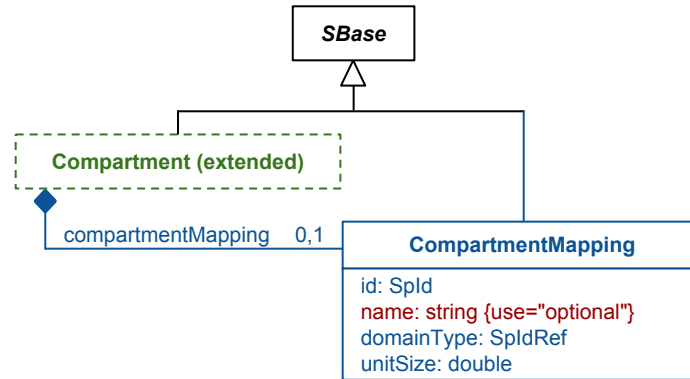 SBase
Compartment (extended)
compartmentMapping 0,1
CompartmentMapping
id: SpId
name: string {use="optional"}
domainType: SpIdRef
unitSize: double